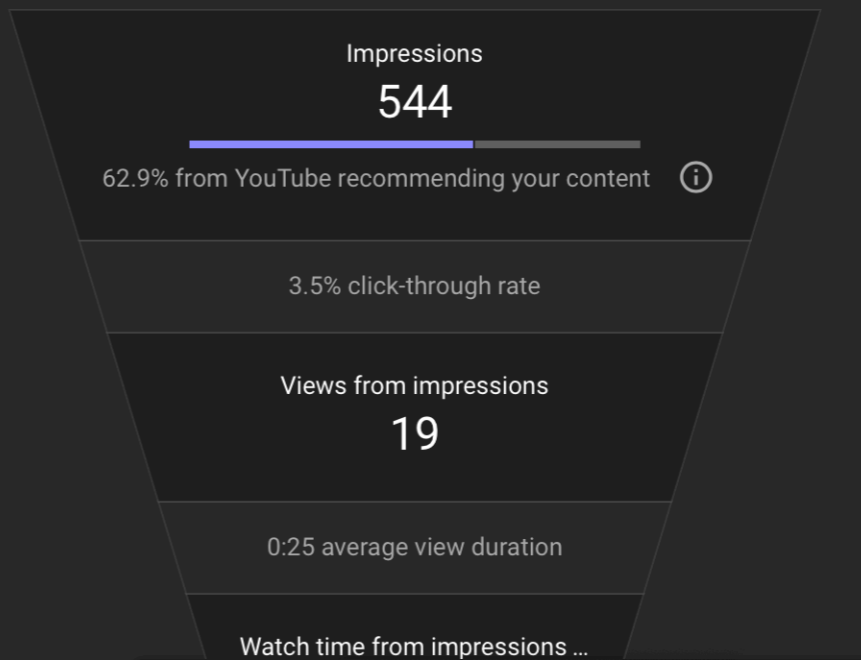 Impressions
544
62.9% from YouTube recommending your content
3.5% click-through rate
Views from impressions
19
0:25 average view duration
Watch time from impressions ...